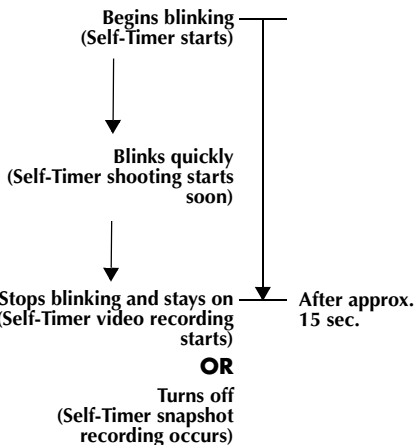 Begins blinking
(Self-Timer starts)
Blinks quickly
(Self-Timer shooting starts
soon)
Stops blinking and stays on
(Self-Timer video recording
starts)
After approx.
15 sec.
OR
Turns off
(Self-Timer snapshot
recording occurs)